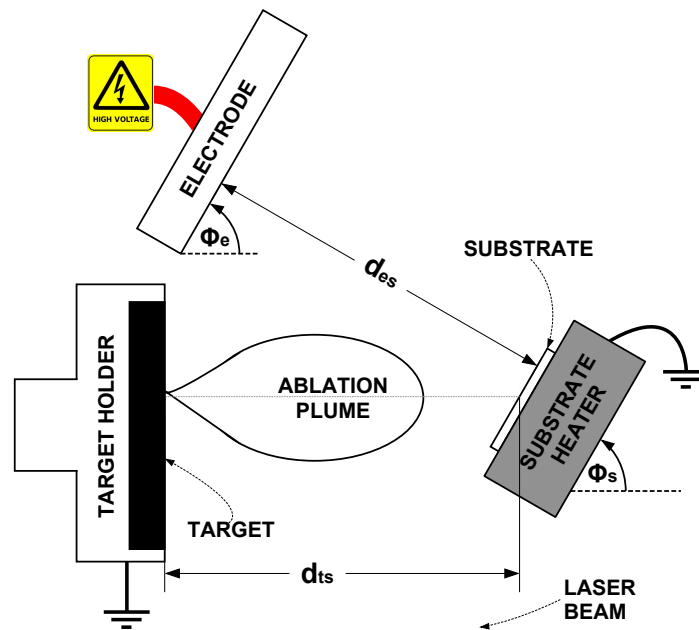 HIGH VOLTAGE
ELECTRODE
Φe
des
SUBSTRATE
TARGET HOLDER
ABLATION
PLUME
SUBSTRATE
HEATER
Φs
TARGET
dts
LASER
BEAM